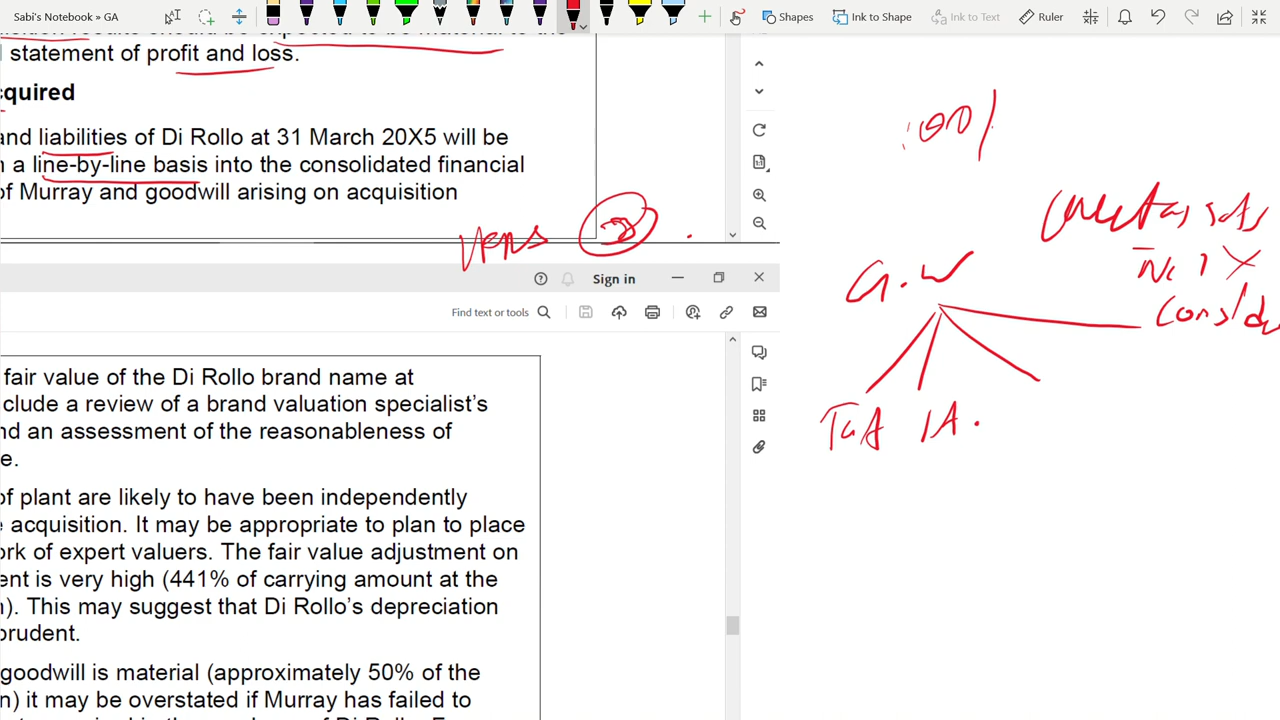 Sabi's Notebook » GA
Shapes
Ink to Shape
Ink to Text
Ruler
statement of profit and loss.
cquired
and liabilities of Di Rollo at 31 March 20X5 will be
n a line-by-line basis into the consolidated financial
of Murray and goodwill arising on acquisition
G.W
IA.
Sign in
Find text or tools
fair value of the Di Rollo brand name at
clude a review of a brand valuation specialist's
nd an assessment of the reasonableness of
e.
of plant are likely to have been independently
e acquisition. It may be appropriate to plan to place
ork of expert valuers. The fair value adjustment on
ent is very high (441% of carrying amount at the
n). This may suggest that Di Rollo's depreciation
prudent.
goodwill is material (approximately 50% of the
n) it may be overstated if Murray has failed to